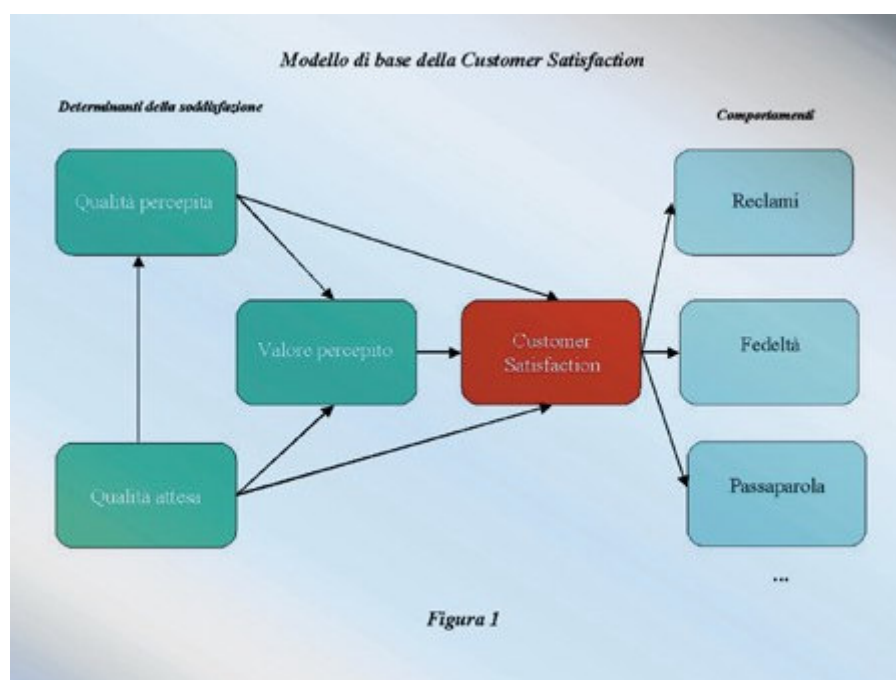 Modello di base della Customer Satisfaction
Determinanti della soddisfazione
Comportamenti
Qualità percepita
Reclami
Valore percepito
Customer
Satisfaction
Fedeltà
Qualità attesa
Passaparola
...
Figura 1